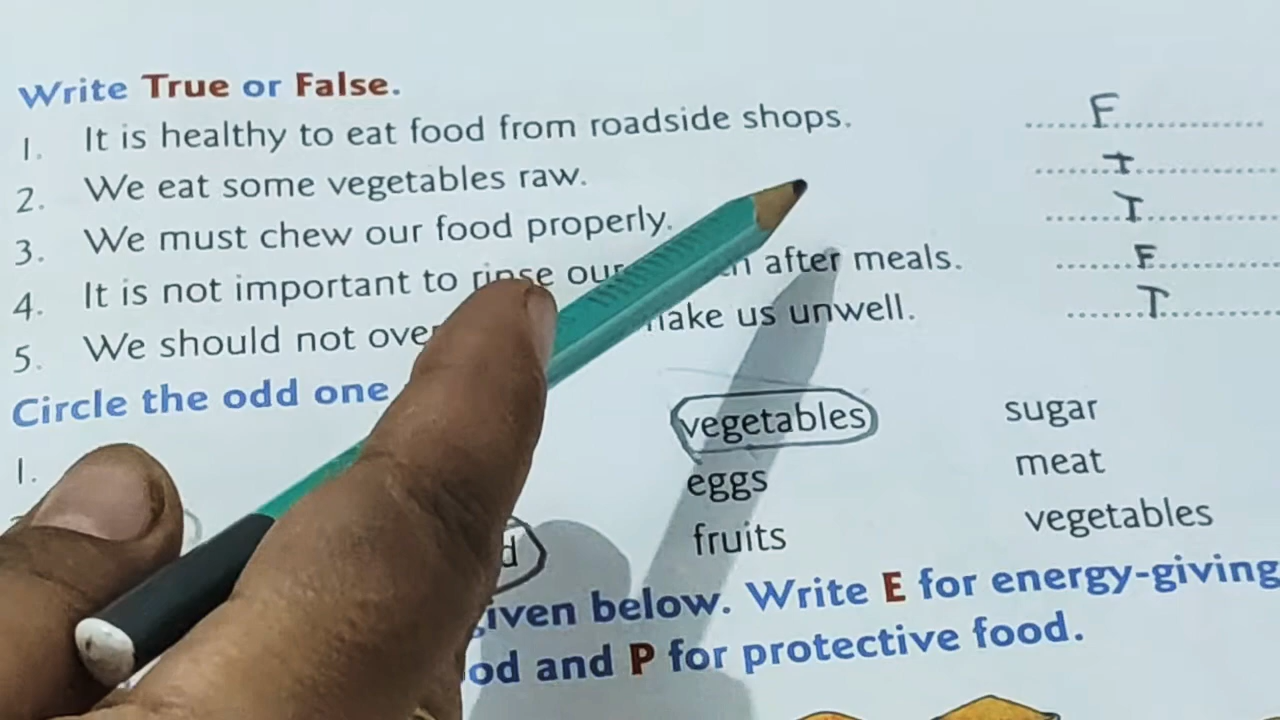 Write True or False.
1. It is healthy to eat food from roadside shops. F
2. We eat some vegetables raw. T
3. We must chew our food properly. T
4. It is not important to rinse our after meals. F
5. We should not make us unwell. T
Circle the odd one
1. vegetables sugar
eggs meat
fruits vegetables
below. Write E for energy-giving
and P for protective food.